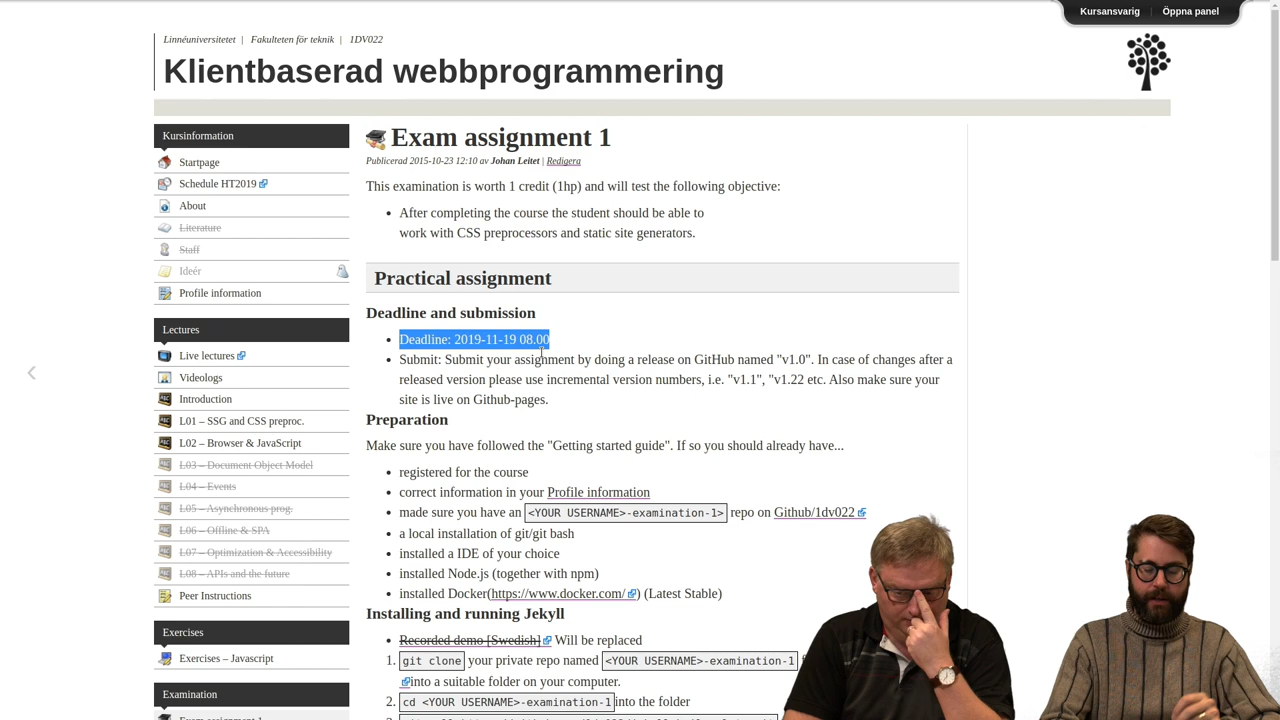 Kursansvarig | Öppna panel
Linnéuniversitetet | Fakulteten för teknik | 1DV022
Klientbaserad webbprogrammering
Kursinformation
Startpage
Schedule HT2019
About
Literature
Staff
Ideér
Profile information
Lectures
Live lectures
Videologs
Introduction
L01 – SSG and CSS preproc.
L02 – Browser & JavaScript
L03 – Document Object Model
L04 – Events
L05 – Asynchronous prog.
L06 – Offline & SPA
L07 – Optimization & Accessibility
L08 – APIs and the future
Peer Instructions
Exercises
Exercises – Javascript
Examination
Exam assignment 1
Exam assignment 1
Publicerad 2015-10-23 12:10 av Johan Leitet | Redigera
This examination is worth 1 credit (1hp) and will test the following objective:
• After completing the course the student should be able to
work with CSS preprocessors and static site generators.
Practical assignment
Deadline and submission
• Deadline: 2019-11-19 08.00
• Submit: Submit your assignment by doing a release on GitHub named "v1.0". In case of changes after a
released version please use incremental version numbers, i.e. "v1.1", "v1.22 etc. Also make sure your
site is live on Github-pages.
Preparation
Make sure you have followed the "Getting started guide". If so you should already have...
• registered for the course
• correct information in your Profile information
• made sure you have an <YOUR USERNAME>-examination-1> repo on Github/1dv022
• a local installation of git/git bash
• installed a IDE of your choice
• installed Node.js (together with npm)
• installed Docker(https://www.docker.com/) (Latest Stable)
Installing and running Jekyll
• Recorded demo [Swedish] Will be replaced
1. git clone your private repo named <YOUR USERNAME>-examination-1
into a suitable folder on your computer.
2. cd <YOUR USERNAME>-examination-1 into the folder